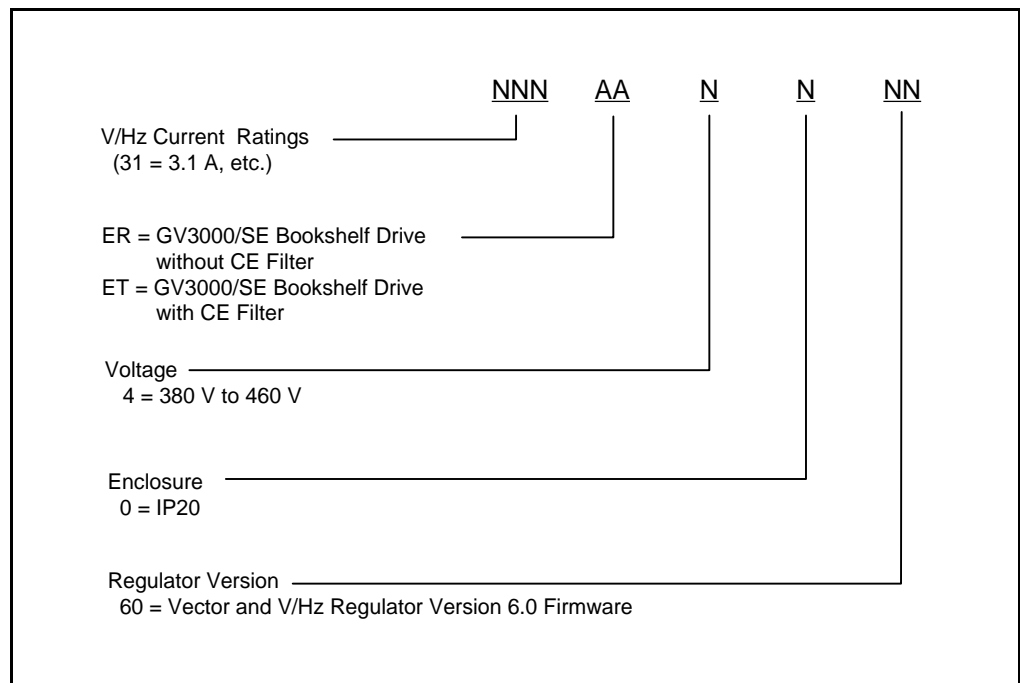 NNN AA N N NN
V/Hz Current Ratings
(31 = 3.1 A, etc.)
ER = GV3000/SE Bookshelf Drive
without CE Filter
ET = GV3000/SE Bookshelf Drive
with CE Filter
Voltage
4 = 380 V to 460 V
Enclosure
0 = IP20
Regulator Version
60 = Vector and V/Hz Regulator Version 6.0 Firmware